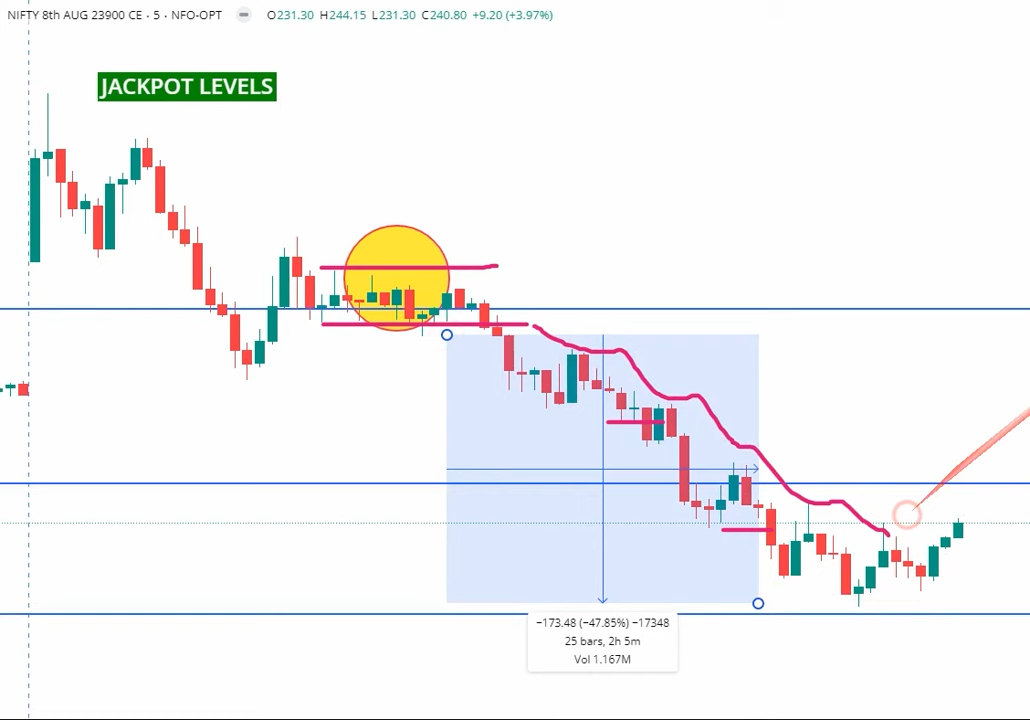 NIFTY 8th AUG 23900 CE · 5 · NFO-OPT O231.30 H244.15 L231.30 C240.80 +9.20 (+3.97%)
JACKPOT LEVELS
−173.48 (−47.85%) −17348
25 bars, 2h 5m
Vol 1.167M